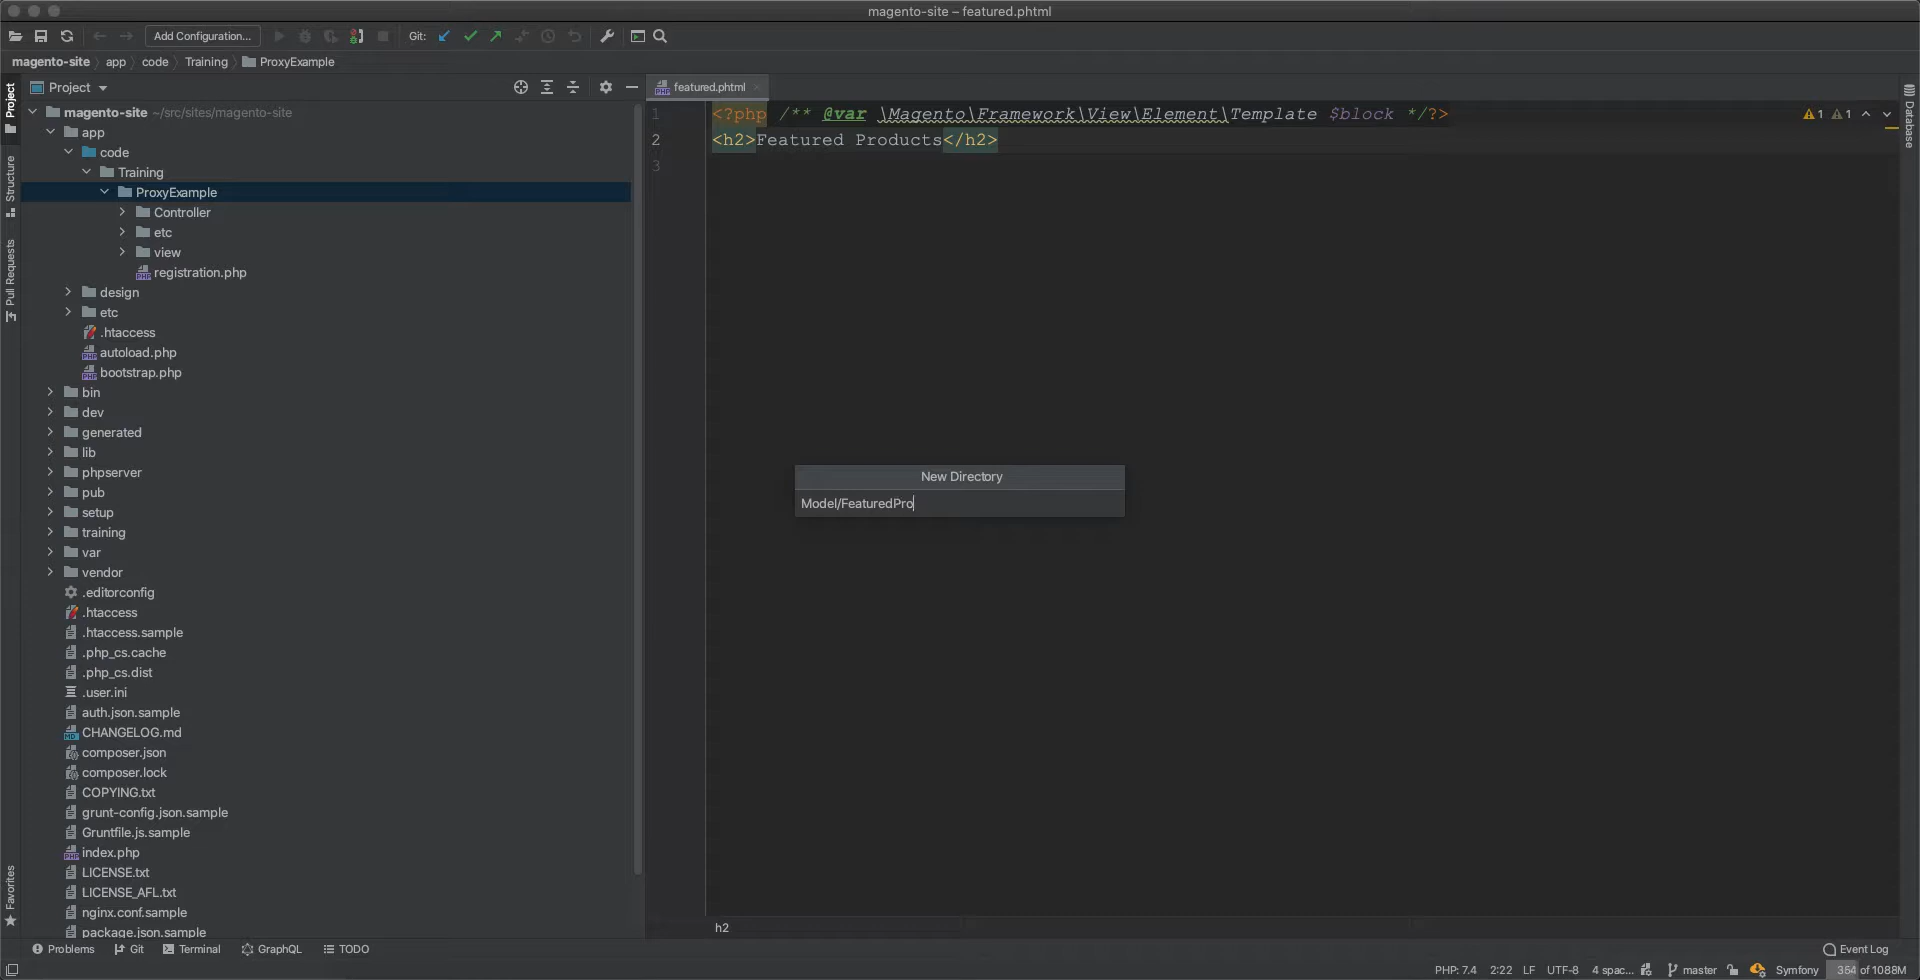 magento-site – featured.phtml
Add Configuration...
Git:
magento-site
app
code
Training
ProxyExample
Project
featured.phtml
Project
Structure
Pull Requests
Favorites
Database
magento-site ~/src/sites/magento-site
app
code
Training
ProxyExample
Controller
etc
view
registration.php
design
etc
.htaccess
autoload.php
bootstrap.php
bin
dev
generated
lib
phpserver
pub
setup
training
var
vendor
.editorconfig
.htaccess
.htaccess.sample
.php_cs.cache
.php_cs.dist
.user.ini
auth.json.sample
CHANGELOG.md
composer.json
composer.lock
COPYING.txt
grunt-config.json.sample
Gruntfile.js.sample
index.php
LICENSE.txt
LICENSE_AFL.txt
nginx.conf.sample
package.json.sample
1 <?php /** @var \Magento\Framework\View\Element\Template $block */?>
1 1
2 <h2>Featured Products</h2>
3
New Directory
Model/FeaturedPro
h2
Problems
Git
Terminal
GraphQL
TODO
Event Log
PHP: 7.4 2:22 LF UTF-8 4 spac... master Symfony 354 of 1088M